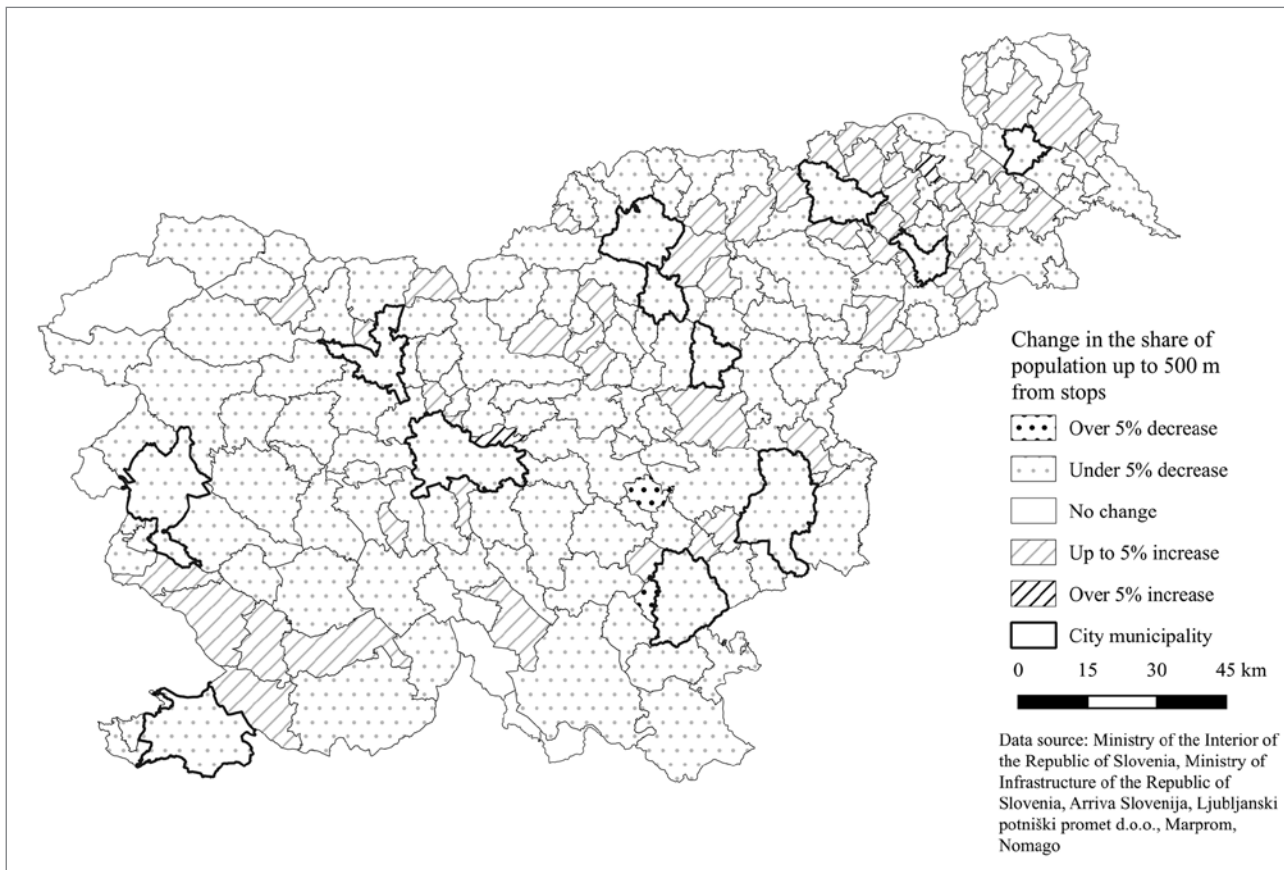 Change in the share of
population up to 500 m
from stops
Over 5% decrease
Under 5% decrease
No change
Up to 5% increase
Over 5% increase
City municipality
0 15 30 45 km
Data source: Ministry of the Interior of
the Republic of Slovenia, Ministry of
Infrastructure of the Republic of
Slovenia, Arriva Slovenija, Ljubljanski
potniški promet d.o.o., Marprom,
Nomago